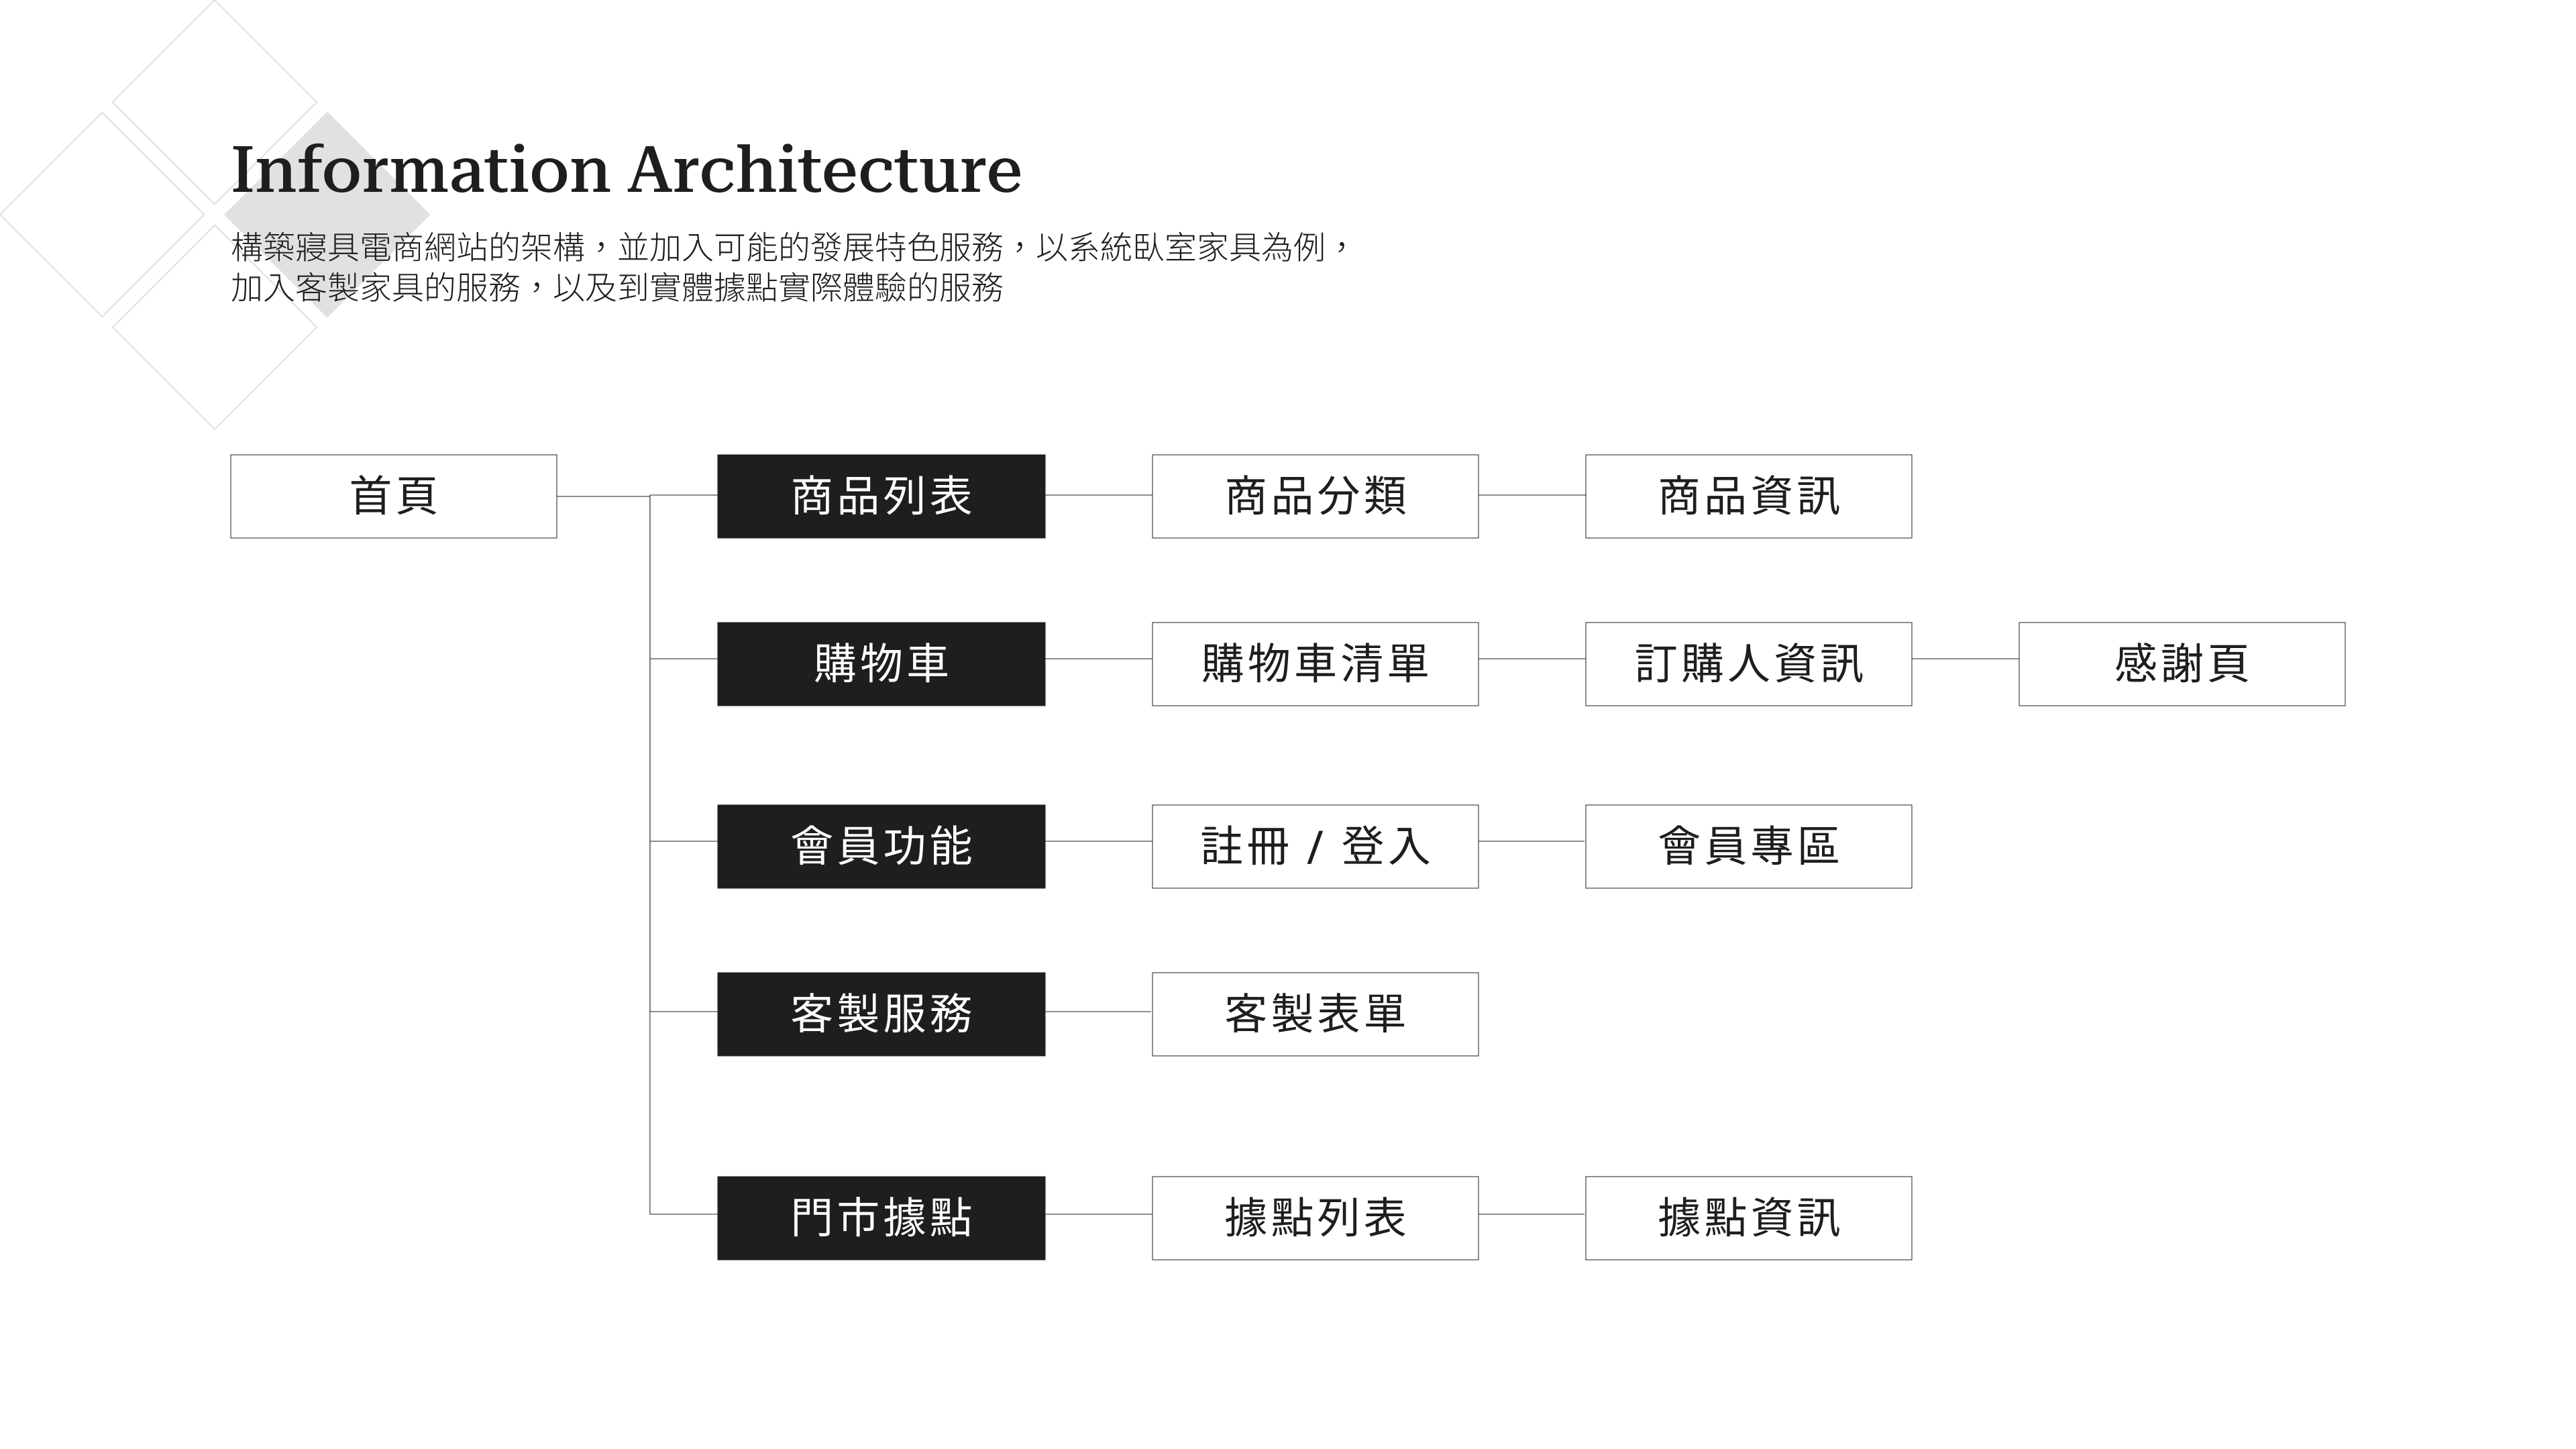 Information Architecture
構築寢具電商網站的架構，並加入可能的發展特色服務，以系統臥室家具為例，
加入客製家具的服務，以及到實體據點實際體驗的服務
首頁
商品列表
商品分類
商品資訊
購物車
購物車清單
訂購人資訊
感謝頁
會員功能
註冊 / 登入
會員專區
客製服務
客製表單
門市據點
據點列表
據點資訊